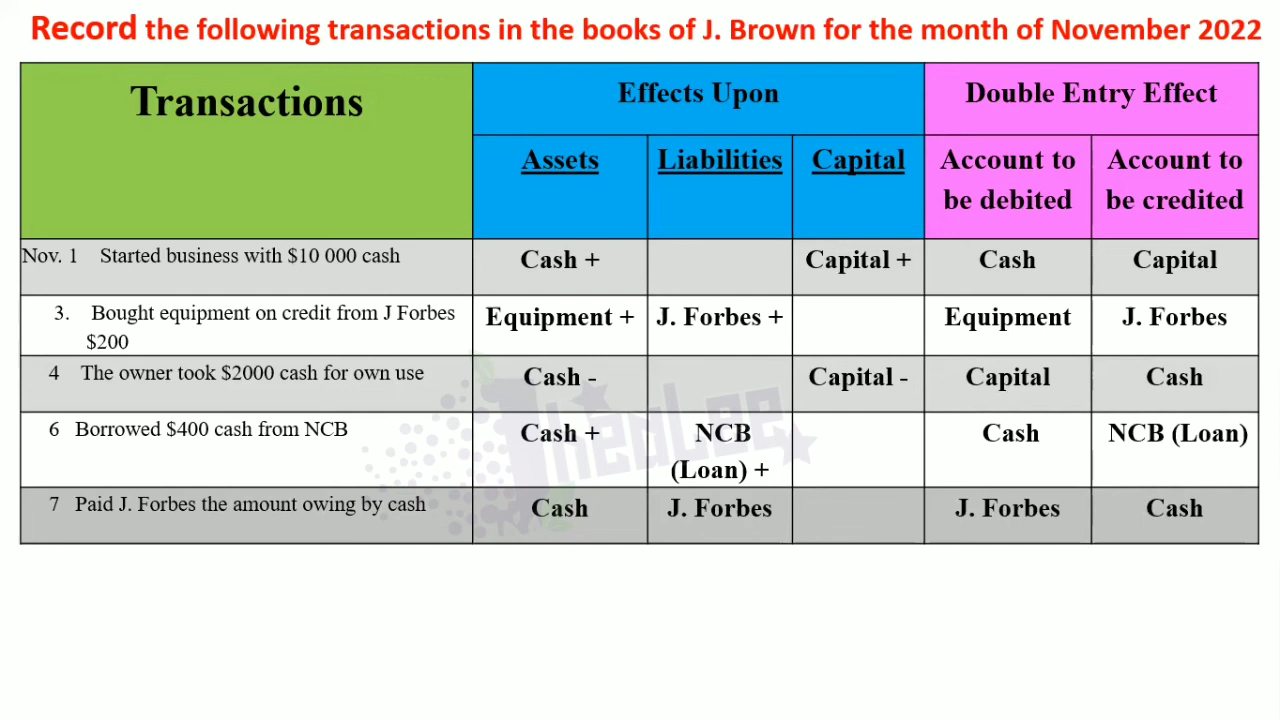 Record the following transactions in the books of J. Brown for the month of November 2022
Transactions
Effects Upon
Double Entry Effect
Assets
Liabilities
Capital
Account to
be debited
Account to
be credited
Nov. 1 Started business with $10 000 cash
Cash +
Capital +
Cash
Capital
3. Bought equipment on credit from J Forbes
$200
Equipment +
J. Forbes +
Equipment
J. Forbes
4 The owner took $2000 cash for own use
Cash -
Capital -
Capital
Cash
6 Borrowed $400 cash from NCB
Cash +
NCB
(Loan) +
Cash
NCB (Loan)
7 Paid J. Forbes the amount owing by cash
Cash
J. Forbes
J. Forbes
Cash